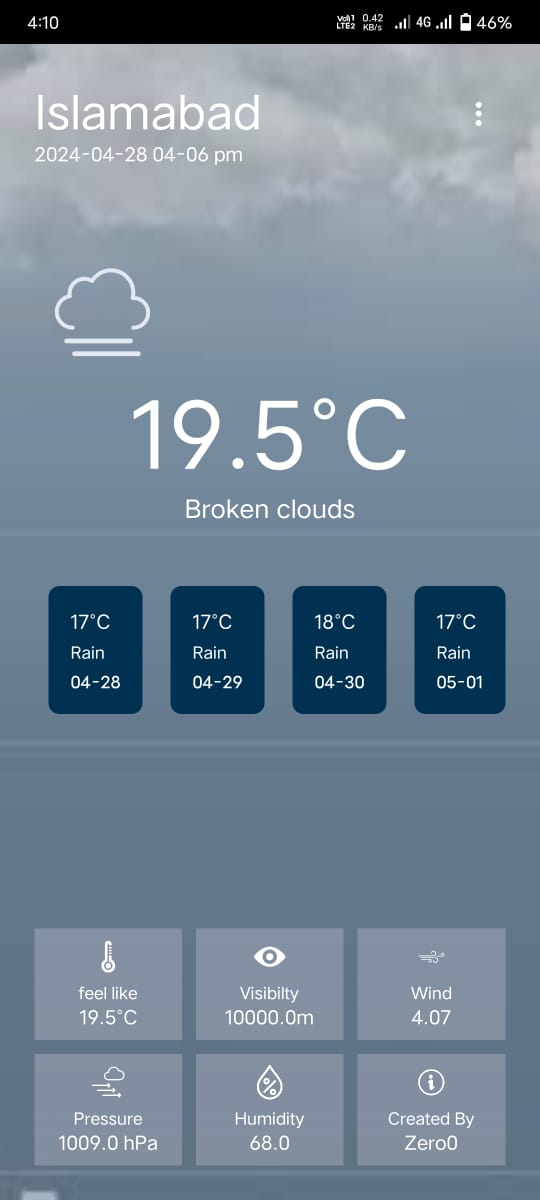 4:10
Vo))1
LTE2
0.42
KB/s
4G
46%
Islamabad
2024-04-28 04-06 pm
19.5°C
Broken clouds
17°C
Rain
04-28
17°C
Rain
04-29
18°C
Rain
04-30
17°C
Rain
05-01
feel like
19.5°C
Visibilty
10000.0m
Wind
4.07
Pressure
1009.0 hPa
Humidity
68.0
Created By
Zero0